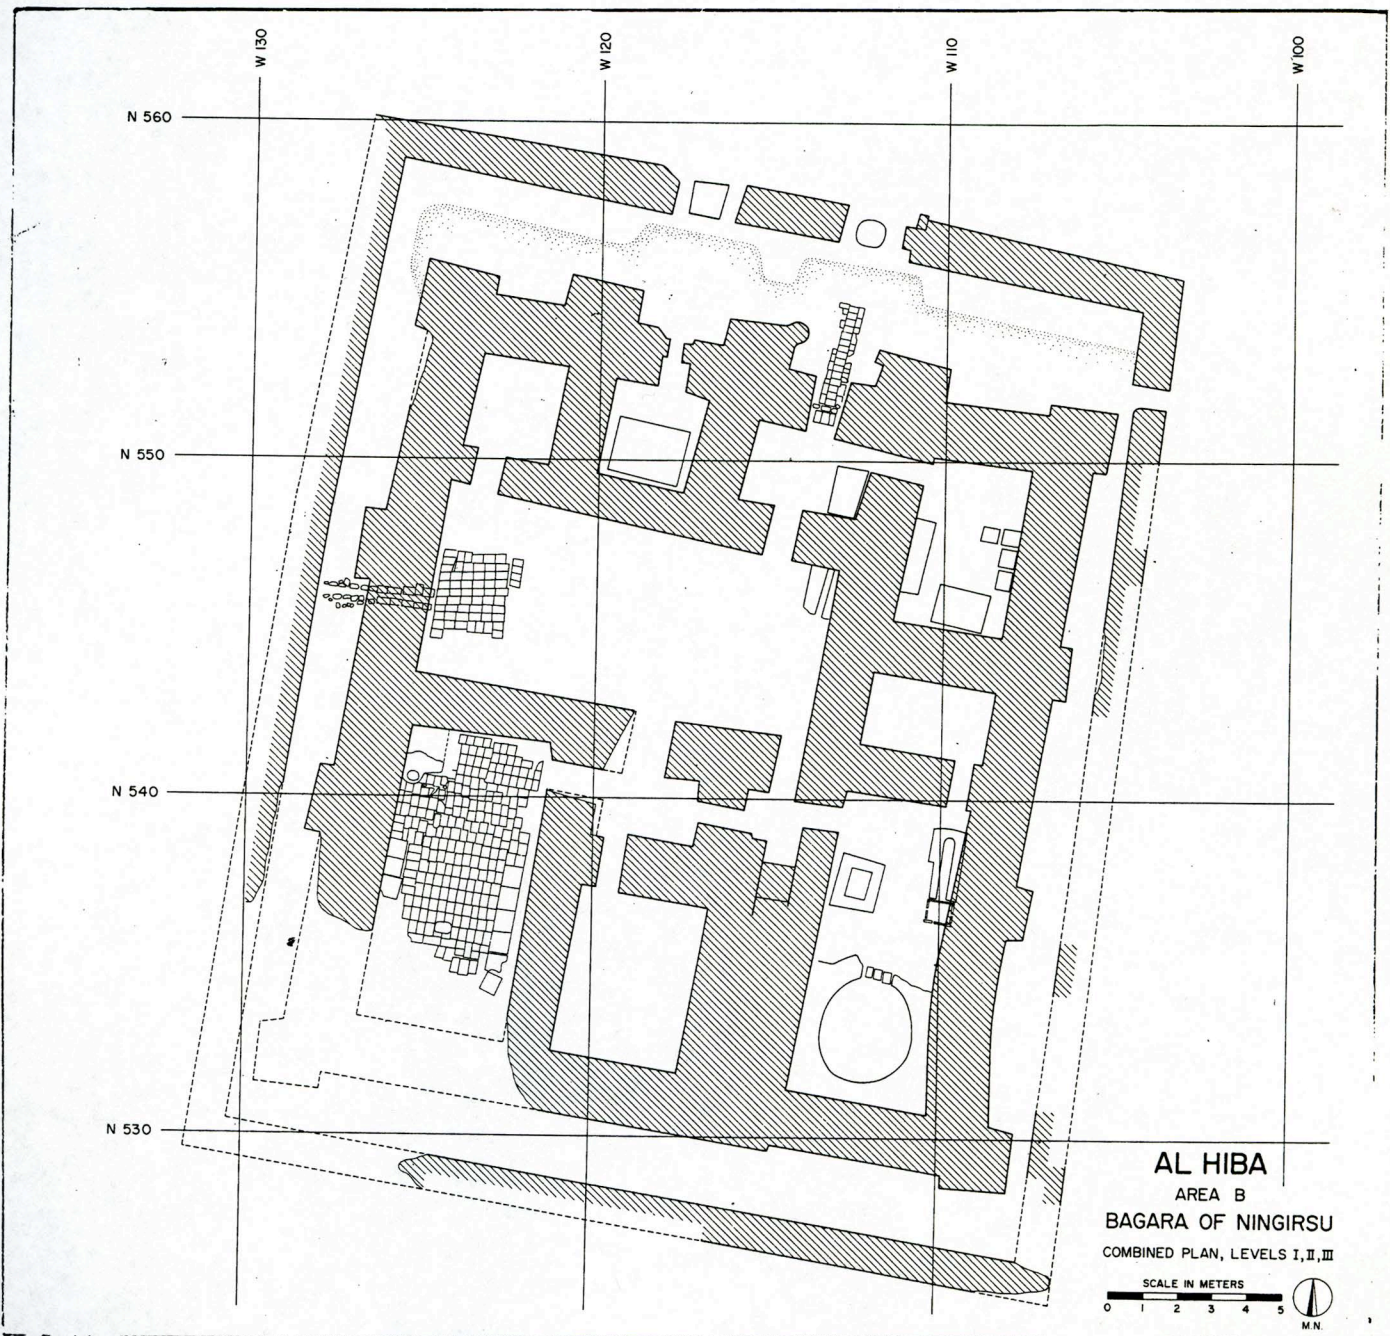 W 130
W 120
W 110
W 100
N 560
N 550
N 540
N 530
AL HIBA
AREA B
BAGARA OF NINGIRSU
COMBINED PLAN, LEVELS I,II,III
SCALE IN METERS
0 1 2 3 4 5
M.N.